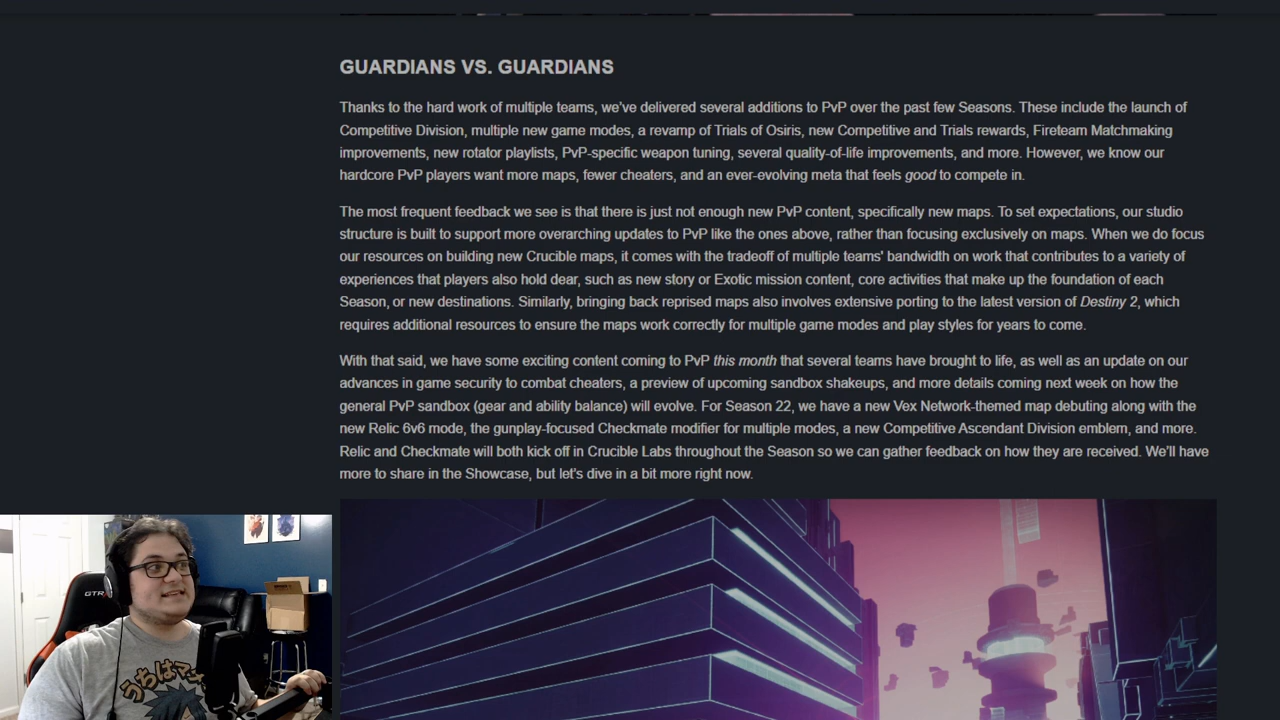 GUARDIANS VS. GUARDIANS
Thanks to the hard work of multiple teams, we've delivered several additions to PvP over the past few Seasons. These include the launch of
Competitive Division, multiple new game modes, a revamp of Trials of Osiris, new Competitive and Trials rewards, Fireteam Matchmaking
improvements, new rotator playlists, PvP-specific weapon tuning, several quality-of-life improvements, and more. However, we know our
hardcore PvP players want more maps, fewer cheaters, and an ever-evolving meta that feels good to compete in.
The most frequent feedback we see is that there is just not enough new PvP content, specifically new maps. To set expectations, our studio
structure is built to support more overarching updates to PvP like the ones above, rather than focusing exclusively on maps. When we do focus
our resources on building new Crucible maps, it comes with the tradeoff of multiple teams' bandwidth on work that contributes to a variety of
experiences that players also hold dear, such as new story or Exotic mission content, core activities that make up the foundation of each
Season, or new destinations. Similarly, bringing back reprised maps also involves extensive porting to the latest version of Destiny 2, which
requires additional resources to ensure the maps work correctly for multiple game modes and play styles for years to come.
With that said, we have some exciting content coming to PvP this month that several teams have brought to life, as well as an update on our
advances in game security to combat cheaters, a preview of upcoming sandbox shakeups, and more details coming next week on how the
general PvP sandbox (gear and ability balance) will evolve. For Season 22, we have a new Vex Network-themed map debuting along with the
new Relic 6v6 mode, the gunplay-focused Checkmate modifier for multiple modes, a new Competitive Ascendant Division emblem, and more.
Relic and Checkmate will both kick off in Crucible Labs throughout the Season so we can gather feedback on how they are received. We'll have
more to share in the Showcase, but let's dive in a bit more right now.
GTR